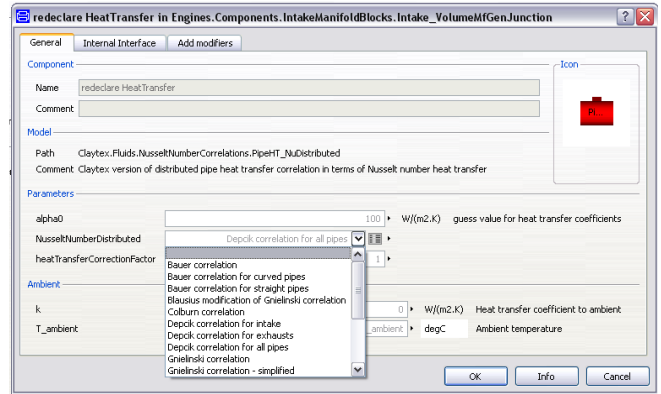 redeclare HeatTransfer in Engines.Components.IntakeManifoldBlocks.Intake_VolumeMfGenJunction
General Internal Interface Add modifiers
Component Icon
Name redeclare HeatTransfer
Comment
Pi...
Model
Path Claytex.Fluids.NusseltNumberCorrelations.PipeHT_NuDistributed
Comment Claytex version of distributed pipe heat transfer correlation in terms of Nusselt number heat transfer
Parameters
alpha0 100 W/(m2.K) guess value for heat transfer coefficients
NusseltNumberDistributed Depcik correlation for all pipes
heatTransferCorrectionFactor 1
Bauer correlation
Bauer correlation for curved pipes
Bauer correlation for straight pipes
Blausius modification of Gnielinski correlation
Colburn correlation
Depcik correlation for intake
Depcik correlation for exhausts
Depcik correlation for all pipes
Gnielinski correlation
Gnielinski correlation - simplified
Ambient
k 0 W/(m2.K) Heat transfer coefficient to ambient
T_ambient _ambient degC Ambient temperature
OK Info Cancel